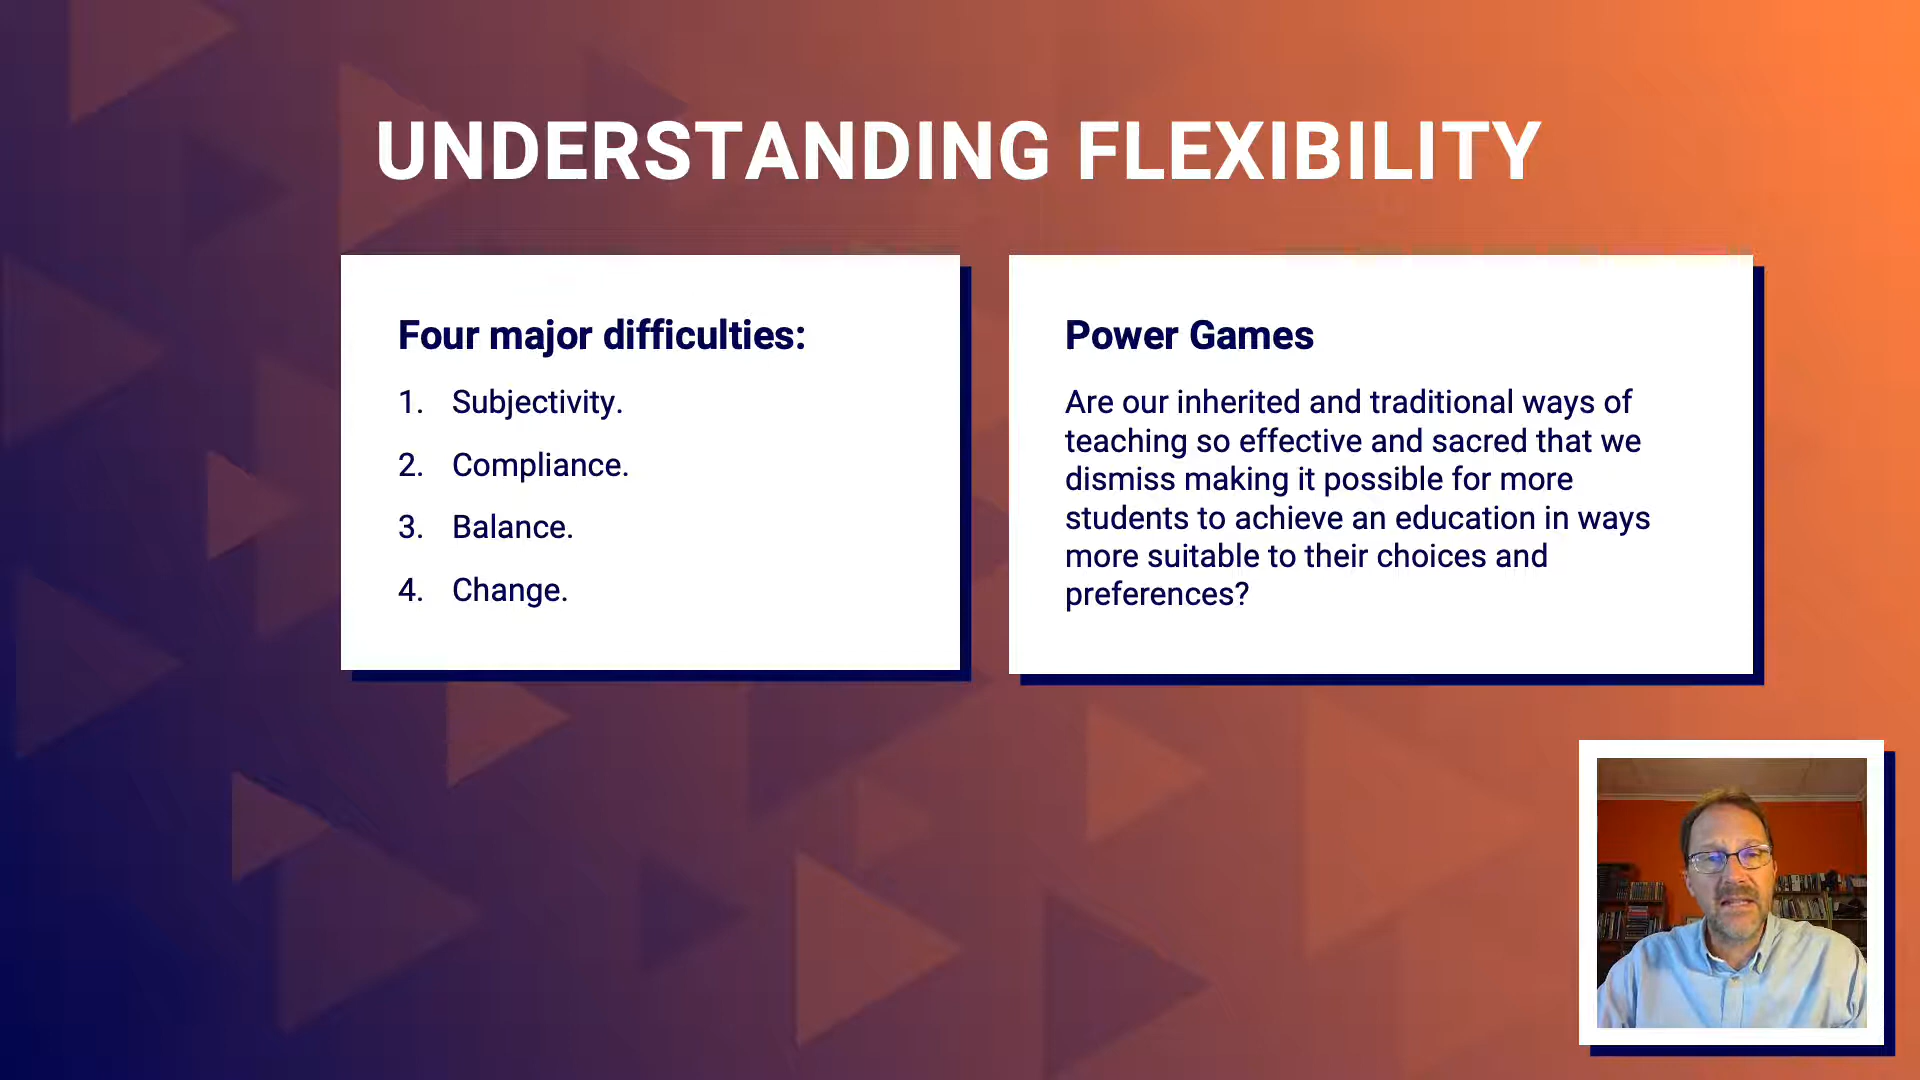 UNDERSTANDING FLEXIBILITY
Four major difficulties:
1. Subjectivity.
2. Compliance.
3. Balance.
4. Change.
Power Games
Are our inherited and traditional ways of
teaching so effective and sacred that we
dismiss making it possible for more
students to achieve an education in ways
more suitable to their choices and
preferences?